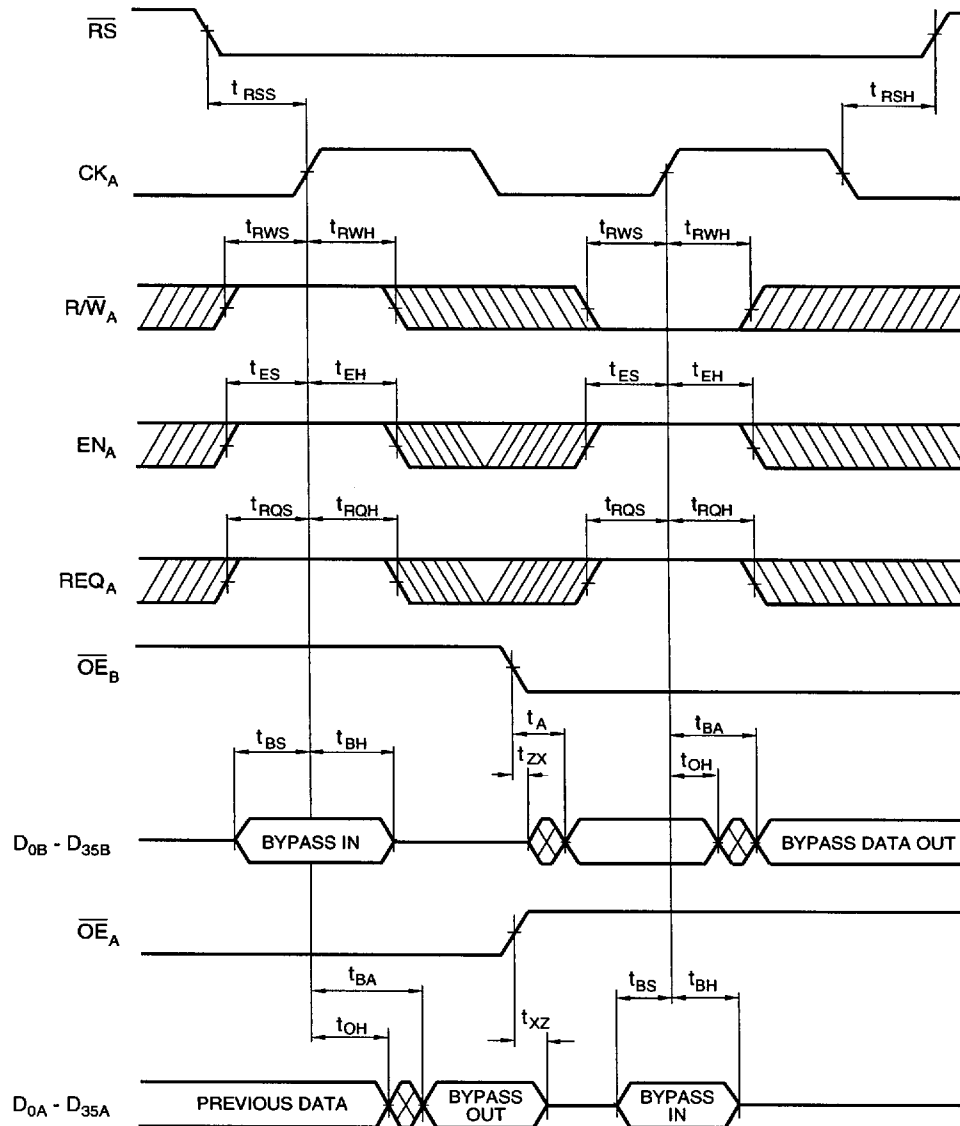 RS
t RSS
t RSH
CKA
tRWS tRWH tRWS tRWH
R/WA
tES tEH tES tEH
ENA
tRQS tRQH tRQS tRQH
REQA
OEB
tA tBA
tBS tBH tZX tOH
D0B - D35B BYPASS IN BYPASS DATA OUT
OEA
tBA tBS tBH
tOH tXZ
D0A - D35A PREVIOUS DATA BYPASS OUT BYPASS IN